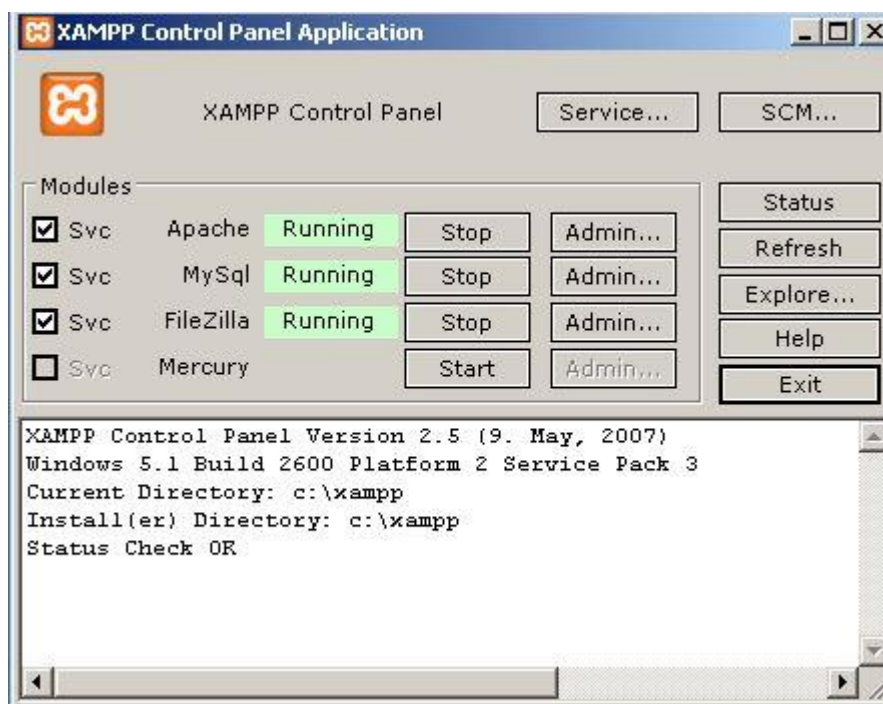 XAMPP Control Panel Application
XAMPP Control Panel Service... SCM...
Modules
Svc Apache Running Stop Admin...
Svc MySql Running Stop Admin...
Svc FileZilla Running Stop Admin...
Svc Mercury Start Admin...
Status
Refresh
Explore...
Help
Exit
XAMPP Control Panel Version 2.5 (9. May, 2007)
Windows 5.1 Build 2600 Platform 2 Service Pack 3
Current Directory: c:\xampp
Install(er) Directory: c:\xampp
Status Check OK